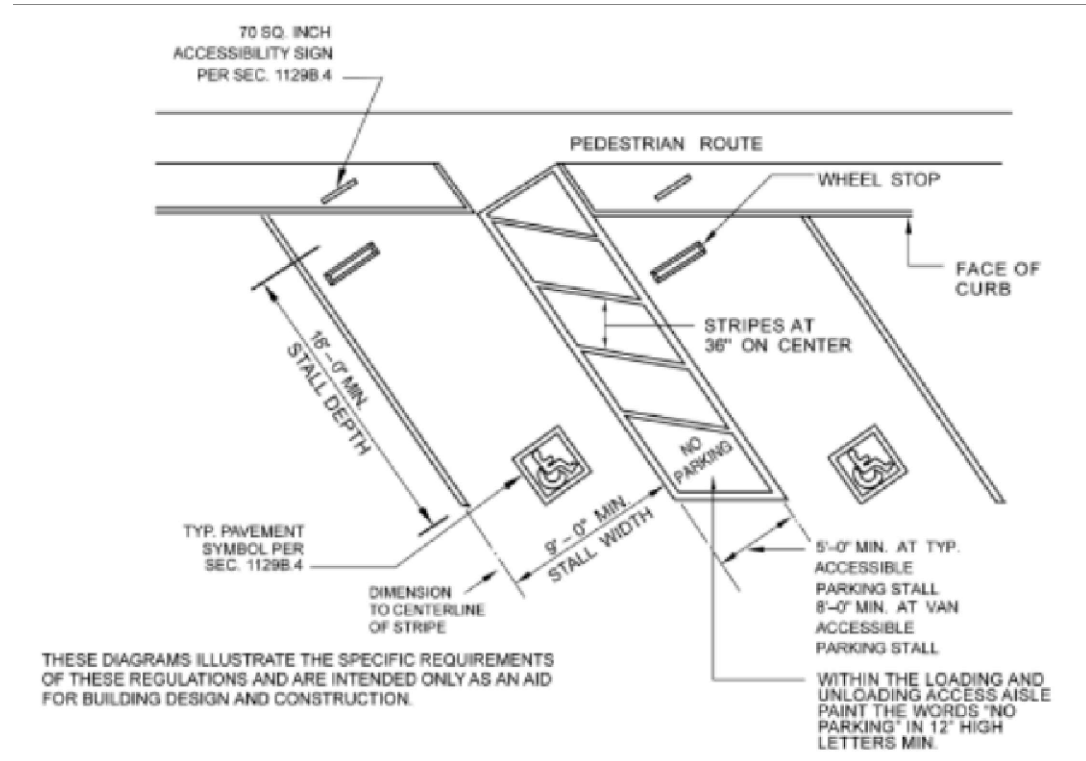 70 SQ. INCH
ACCESSIBILITY SIGN
PER SEC. 1129B.4
PEDESTRIAN ROUTE
WHEEL STOP
FACE OF
CURB
STRIPES AT
36" ON CENTER
16'-0" MIN.
STALL DEPTH
NO
PARKING
9'-0" MIN.
STALL WIDTH
TYP. PAVEMENT
SYMBOL PER
SEC. 1129B.4
DIMENSION
TO CENTERLINE
OF STRIPE
5'-0" MIN. AT TYP.
ACCESSIBLE
PARKING STALL
8'-0" MIN. AT VAN
ACCESSIBLE
PARKING STALL
THESE DIAGRAMS ILLUSTRATE THE SPECIFIC REQUIREMENTS
OF THESE REGULATIONS AND ARE INTENDED ONLY AS AN AID
FOR BUILDING DESIGN AND CONSTRUCTION.
WITHIN THE LOADING AND
UNLOADING ACCESS AISLE
PAINT THE WORDS "NO
PARKING" IN 12" HIGH
LETTERS MIN.